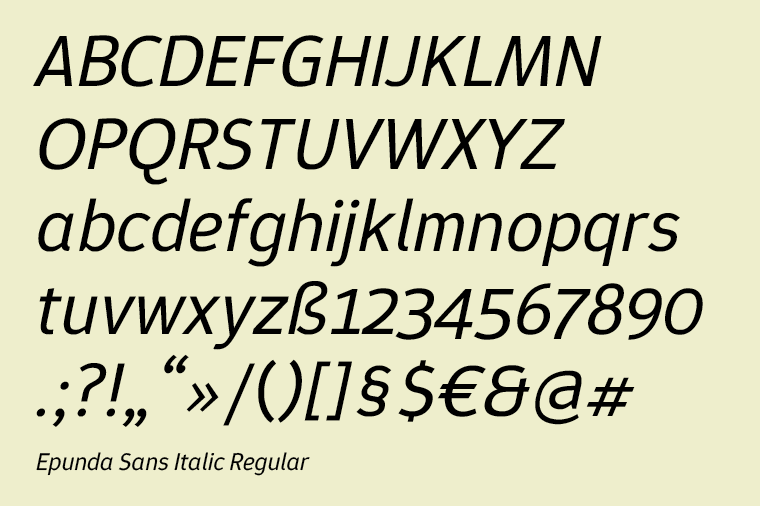 ABCDEFGHIJKLMN
OPQRSTUVWXYZ
abcdefghijklmnopqrs
tuvwxyzß1234567890
.,;?!„ “»/()[]§$€&@#
Epunda Sans Italic Regular